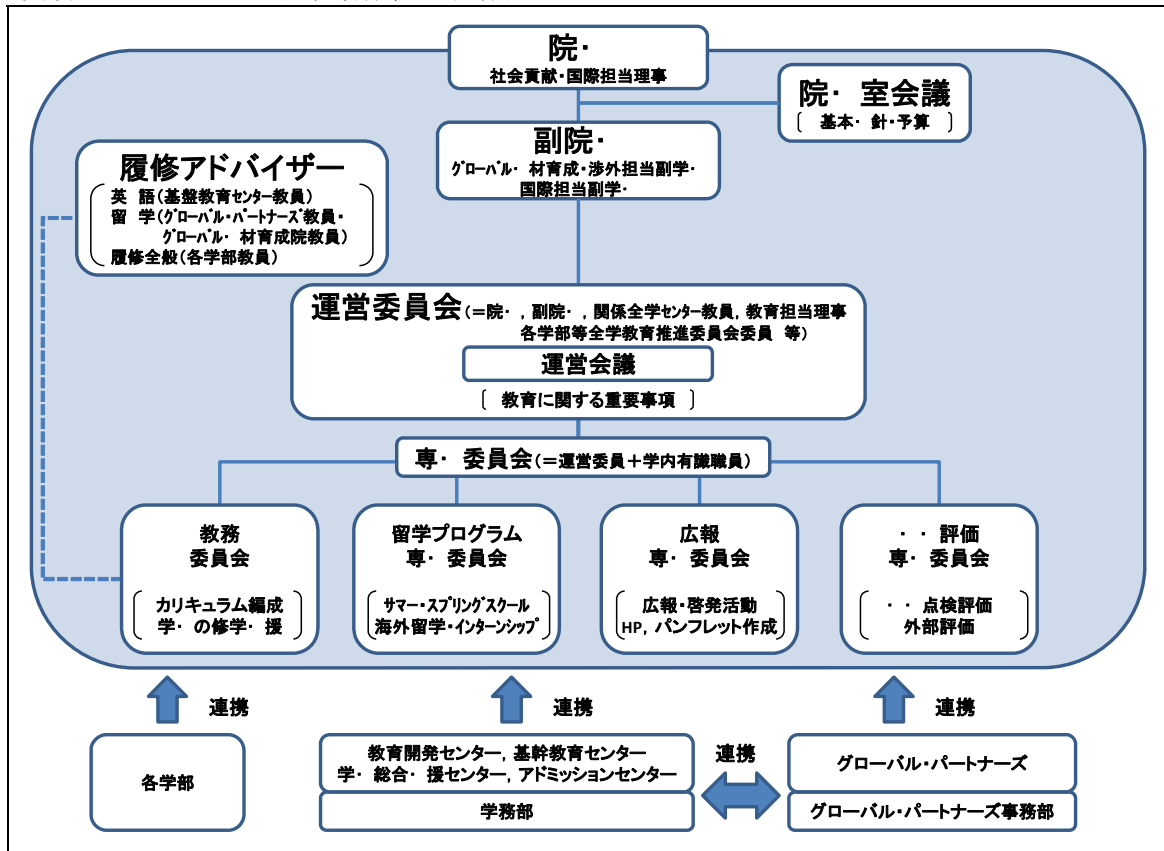 院・
社会貢献・国際担当理事
院・ 室会議
〔 基本・ 針・予算 〕
副院・
グローバル・ 材育成・渉外担当副学・
国際担当副学・
履修アドバイザー
英 語(基盤教育センター教員)
留 学(グローバル・パートナーズ教員・
グローバル・ 材育成院教員)
履修全般(各学部教員)
運営委員会(＝院・ , 副院・ , 関係全学センター教員, 教育担当理事
各学部等全学教育推進委員会委員 等)
運営会議
〔 教育に関する重要事項 〕
専・ 委員会(＝運営委員＋学内有識職員)
教務
委員会
カリキュラム編成
学・ の修学・ 援
留学プログラム
専・ 委員会
サマー・スプリングスクール
海外留学・インターンシップ
広報
専・ 委員会
広報・啓発活動
HP, パンフレット作成
・ ・ 評価
専・ 委員会
・ ・ 点検評価
外部評価
連携
連携
連携
各学部
教育開発センター, 基幹教育センター
学・ 総合・ 援センター, アドミッションセンター
学務部
連携
グローバル・パートナーズ
グローバル・パートナーズ事務部